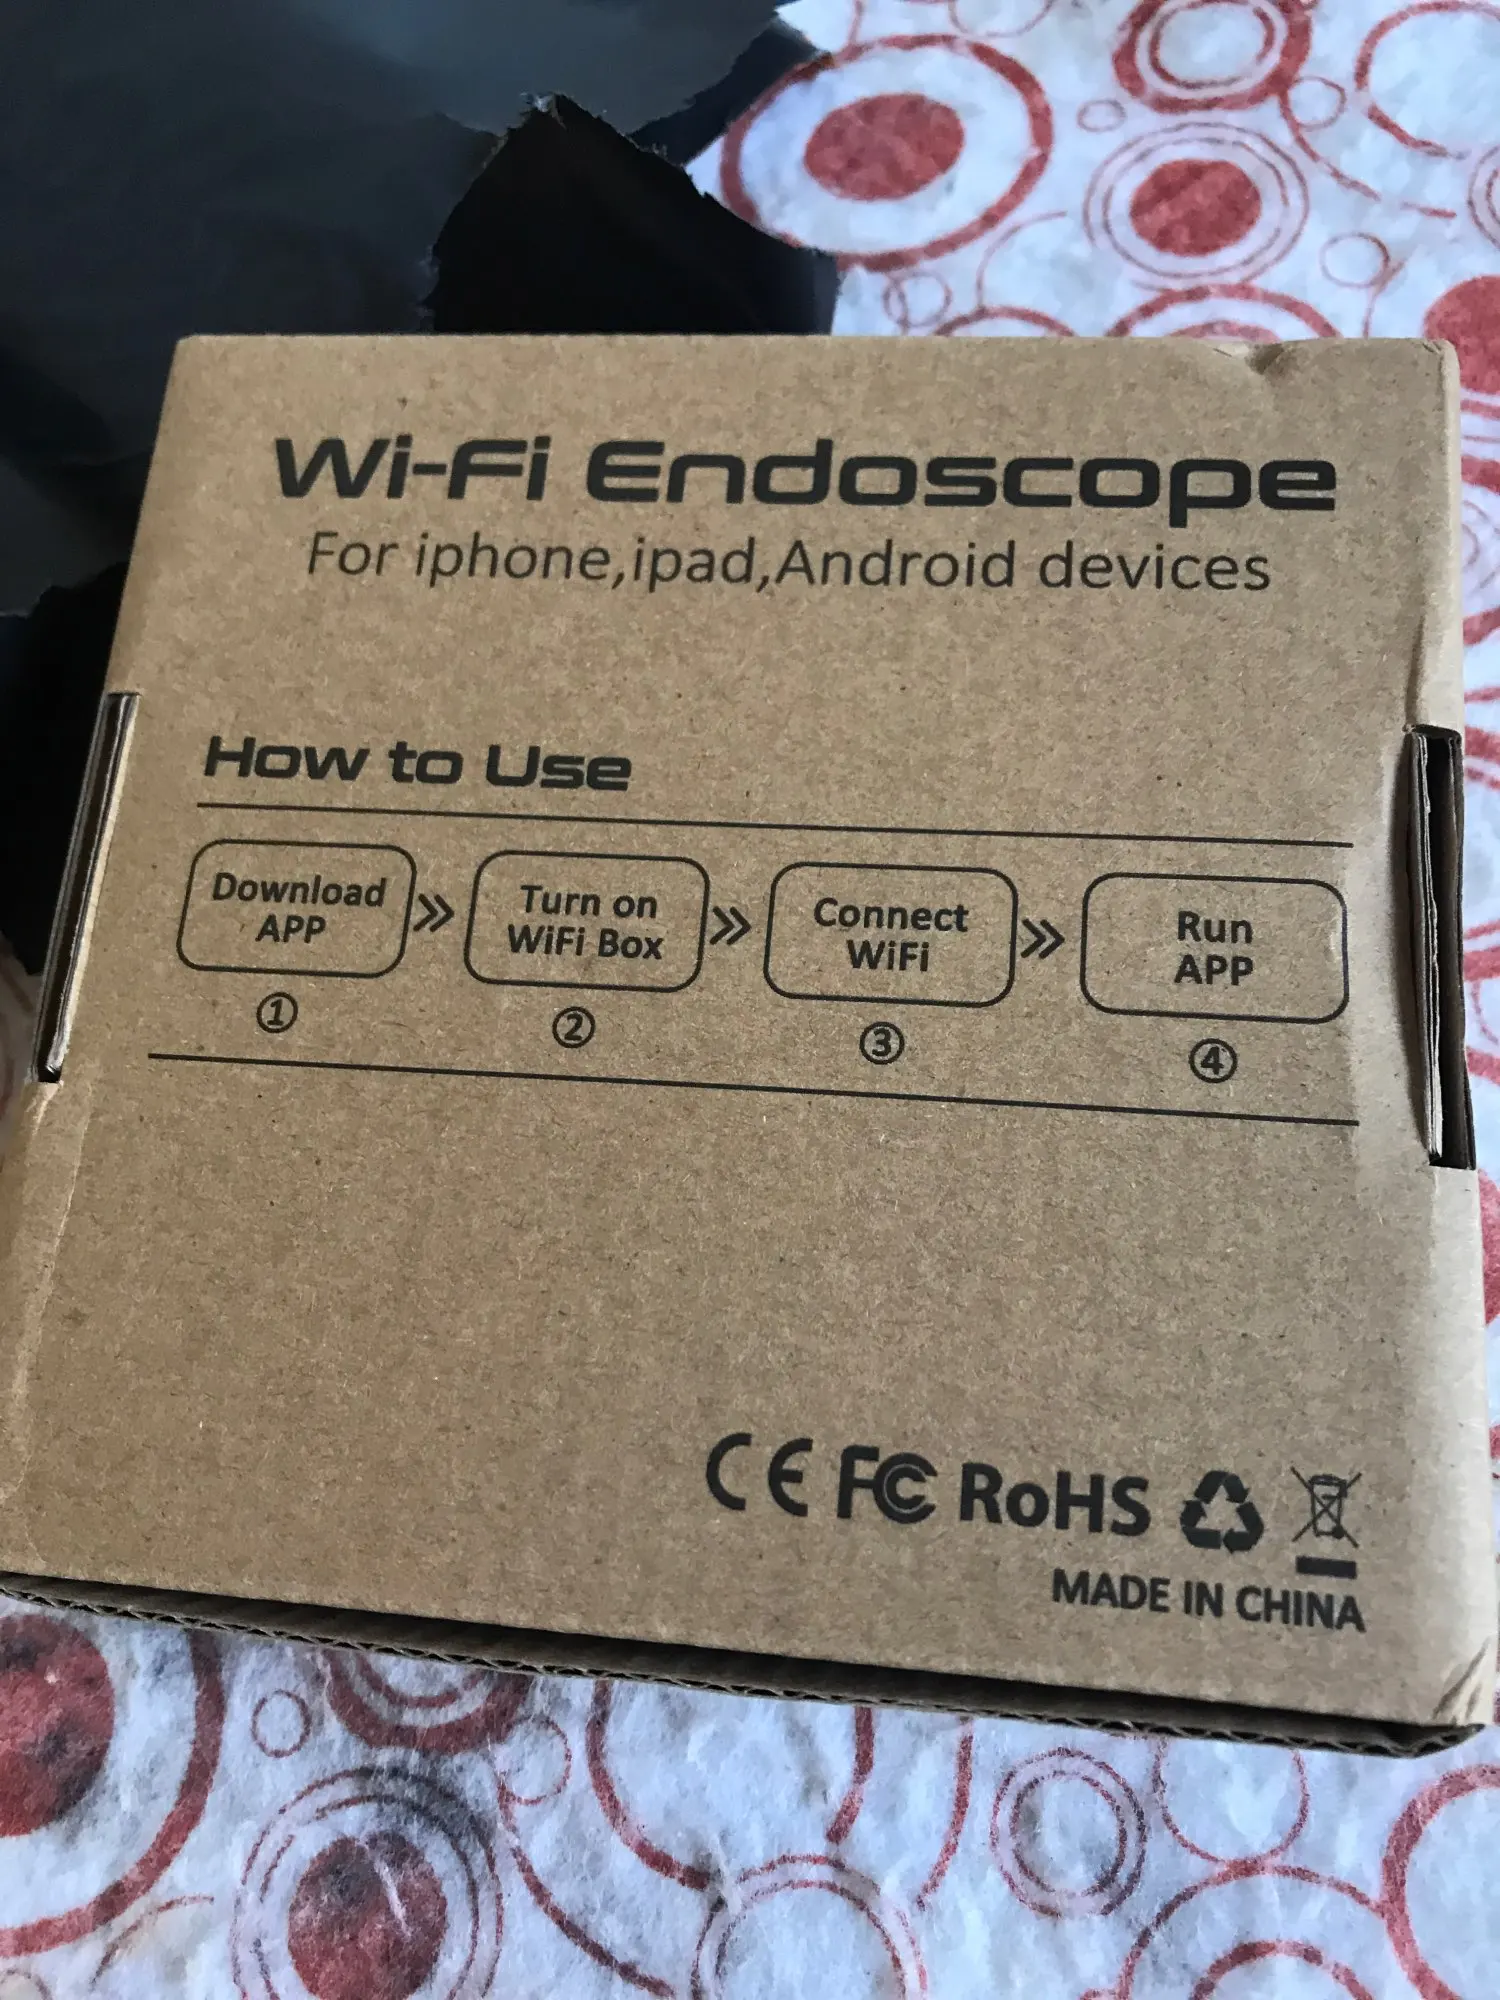 Wi-Fi Endoscope
For iphone,ipad,Android devices
How to Use
Download
APP
»
Turn on
WiFi Box
»
Connect
WiFi
»
Run
APP
① ② ③ ④
CE FC RoHS
MADE IN CHINA